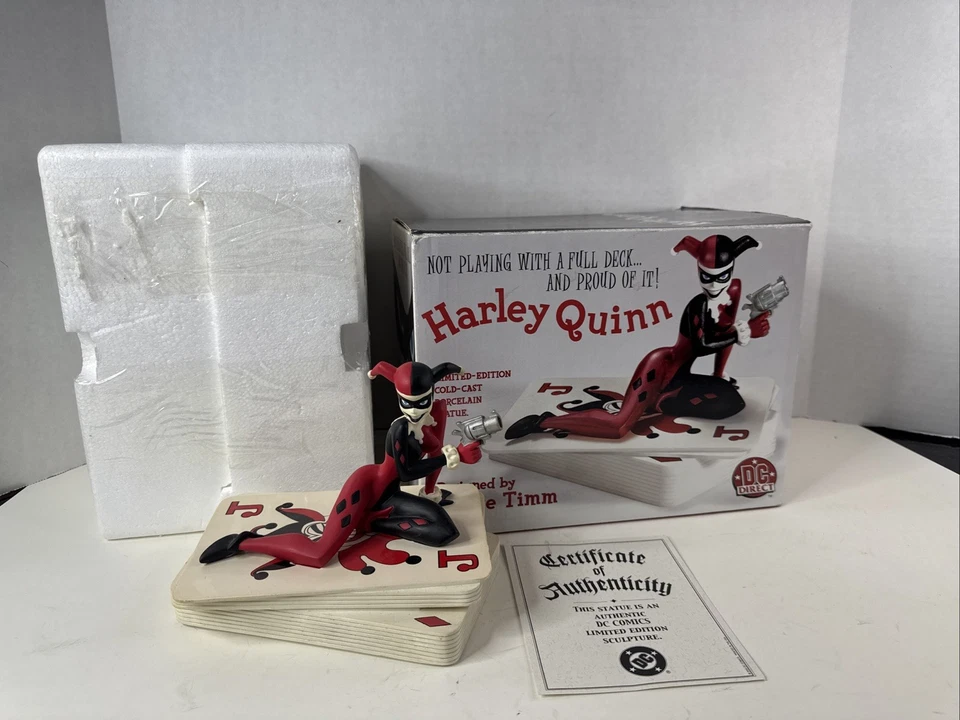 NOT PLAYING WITH A FULL DECK...
AND PROUD OF IT!
Harley Quinn
LIMITED-EDITION
COLD-CAST
PORCELAIN
STATUE.
by
Timm
DC
DIRECT
J
J
J
J
Certificate
of
Authenticity
THIS STATUE IS AN
AUTHENTIC
DC COMICS
LIMITED EDITION
SCULPTURE.
DC